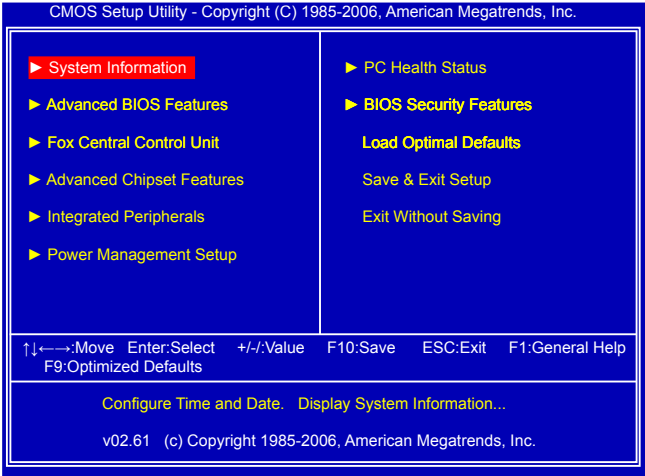 CMOS Setup Utility - Copyright (C) 1985-2006, American Megatrends, Inc.
► System Information
► Advanced BIOS Features
► Fox Central Control Unit
► Advanced Chipset Features
► Integrated Peripherals
► Power Management Setup
► PC Health Status
► BIOS Security Features
Load Optimal Defaults
Save & Exit Setup
Exit Without Saving
↑↓←→:Move Enter:Select +/-/:Value F10:Save ESC:Exit F1:General Help
F9:Optimized Defaults
Configure Time and Date. Display System Information...
v02.61 (c) Copyright 1985-2006, American Megatrends, Inc.